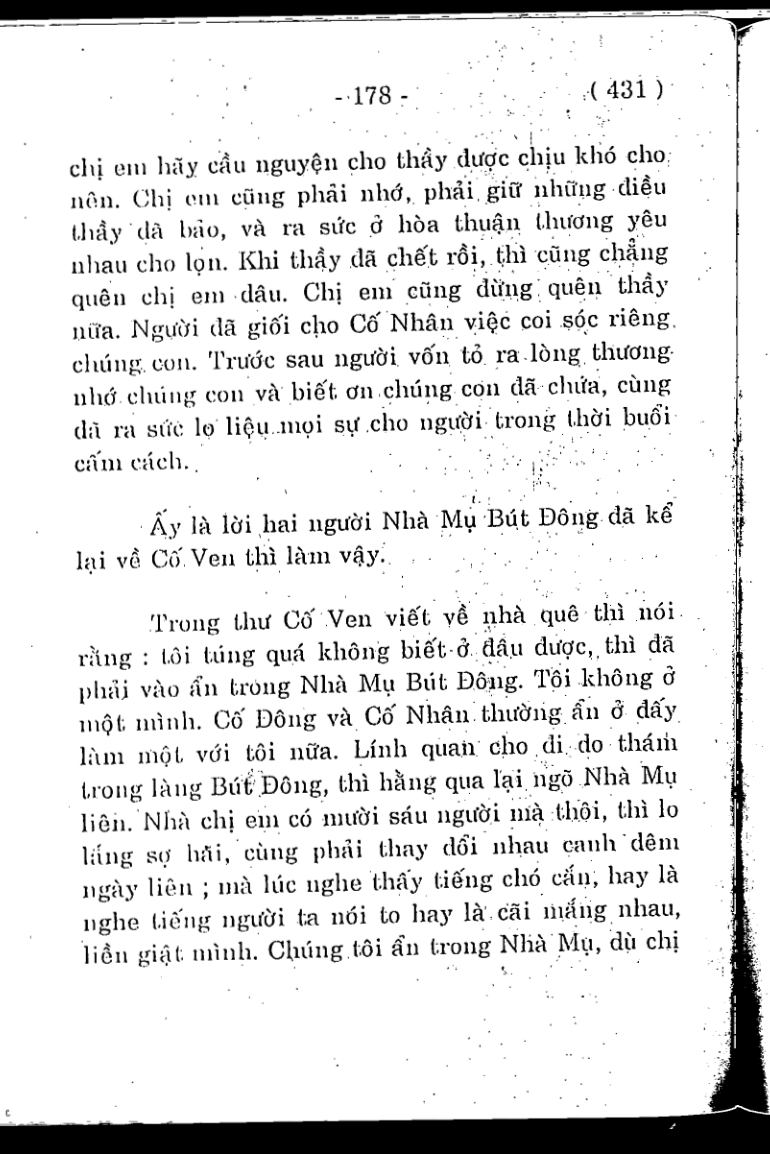 - 178 -
( 431 )
chị em hãy cầu nguyện cho thầy được chịu khó cho
nên. Chị em cũng phải nhớ, phải giữ những điều
thầy đã bảo, và ra sức ở hòa thuận thương yêu
nhau cho lọn. Khi thầy đã chết rồi, thì cũng chẳng
quên chị em đâu. Chị em cũng đừng quên thầy
nữa. Người đã giối cho Cố Nhân việc coi sóc riêng
chúng con. Trước sau người vốn tỏ ra lòng thương
nhớ chúng con và biết ơn chúng con đã chứa, cùng
đã ra sức lo liệu mọi sự cho người trong thời buổi
cấm cách.
Ấy là lời hai người Nhà Mụ Bút Đông đã kể
lại về Cố Ven thì làm vậy.
Trong thư Cố Ven viết về nhà quê thì nói
rằng : tôi túng quá không biết ở đâu được, thì đã
phải vào ẩn trong Nhà Mụ Bút Đông. Tôi không ở
một mình. Cố Đông và Cố Nhân thường ẩn ở đấy
làm một với tôi nữa. Lính quan cho đi do thám
trong làng Bút Đông, thì hằng qua lại ngõ Nhà Mụ
liên. Nhà chị em có mười sáu người mà thôi, thì lo
lắng sợ hãi, cùng phải thay đổi nhau canh đêm
ngày liên ; mà lúc nghe thấy tiếng chó cắn, hay là
nghe tiếng người ta nói to hay là cãi mắng nhau,
liền giật mình. Chúng tôi ẩn trong Nhà Mụ, dù chị